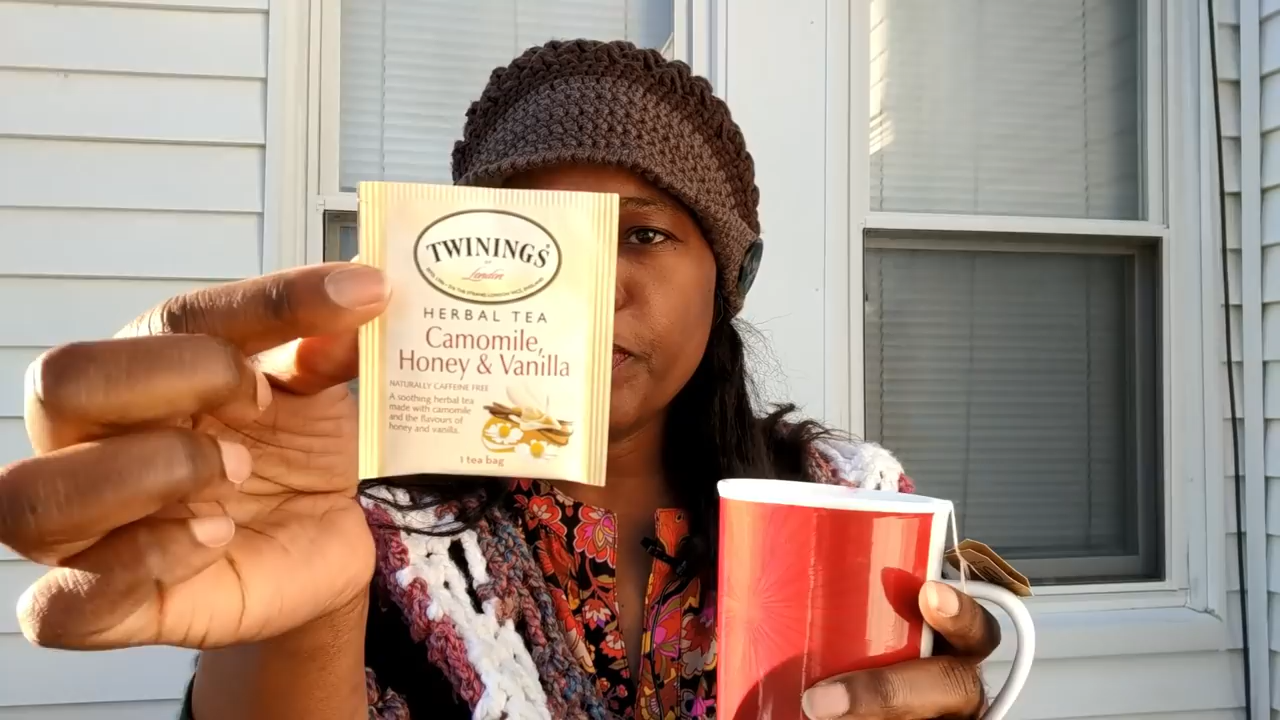 TWININGS
OF
London
HERBAL TEA
Camomile,
Honey & Vanilla
NATURALLY CAFFEINE FREE
A soothing herbal tea
made with camomile
and the flavours of
honey and vanilla.
1 tea bag